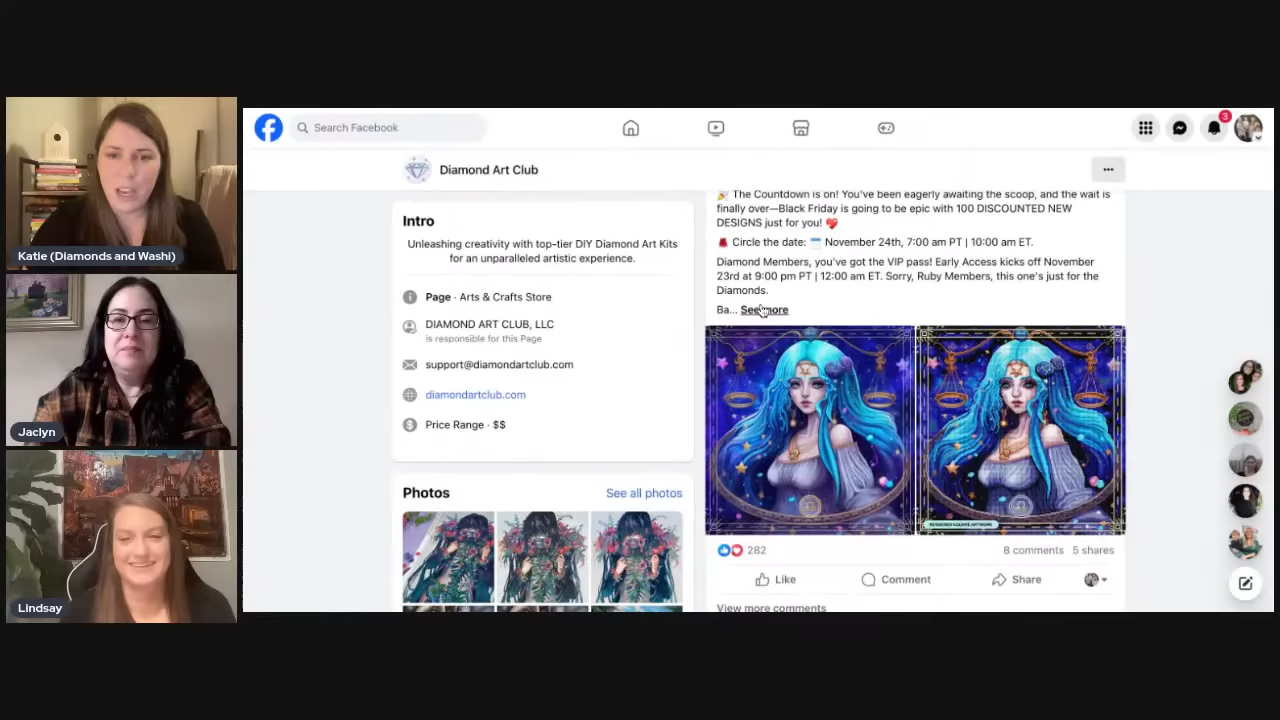 Katie (Diamonds and Washi)
Jaclyn
Lindsay
Search Facebook
3
Diamond Art Club
Intro
Unleashing creativity with top-tier DIY Diamond Art Kits
for an unparalleled artistic experience.
Page · Arts & Crafts Store
DIAMOND ART CLUB, LLC
is responsible for this Page
support@diamondartclub.com
diamondartclub.com
Price Range · $$
Photos
See all photos
🎉 The Countdown is on! You've been eagerly awaiting the scoop, and the wait is
finally over—Black Friday is going to be epic with 100 DISCOUNTED NEW
DESIGNS just for you! 💖
Circle the date: 🗓️ November 24th, 7:00 am PT | 10:00 am ET.
Diamond Members, you've got the VIP pass! Early Access kicks off November
23rd at 9:00 pm PT | 12:00 am ET. Sorry, Ruby Members, this one's just for the
Diamonds.
Ba... See more
RENDERED SQUARE ARTWORK
282
8 comments 5 shares
Like
Comment
Share
View more comments